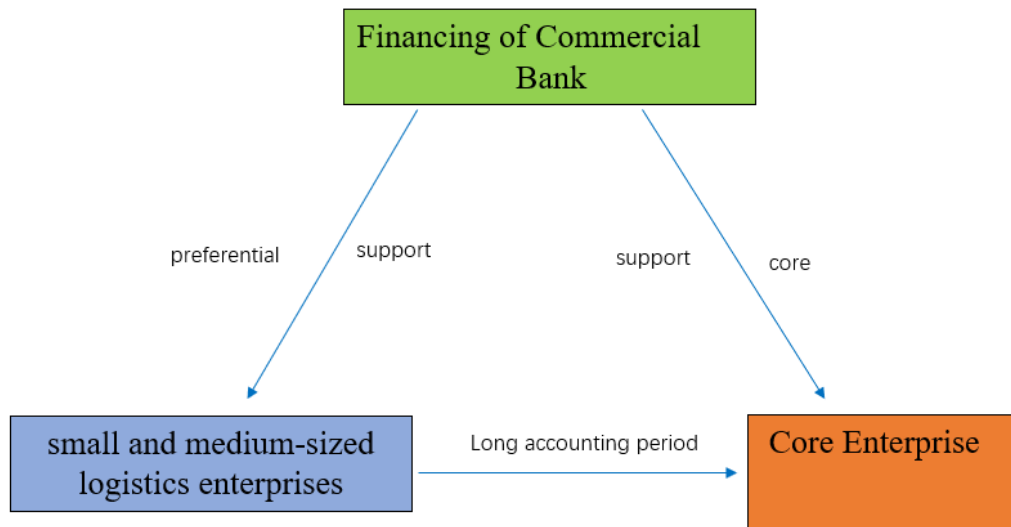 Financing of Commercial
Bank
preferential
support
support
core
small and medium-sized
logistics enterprises
Long accounting period
Core Enterprise